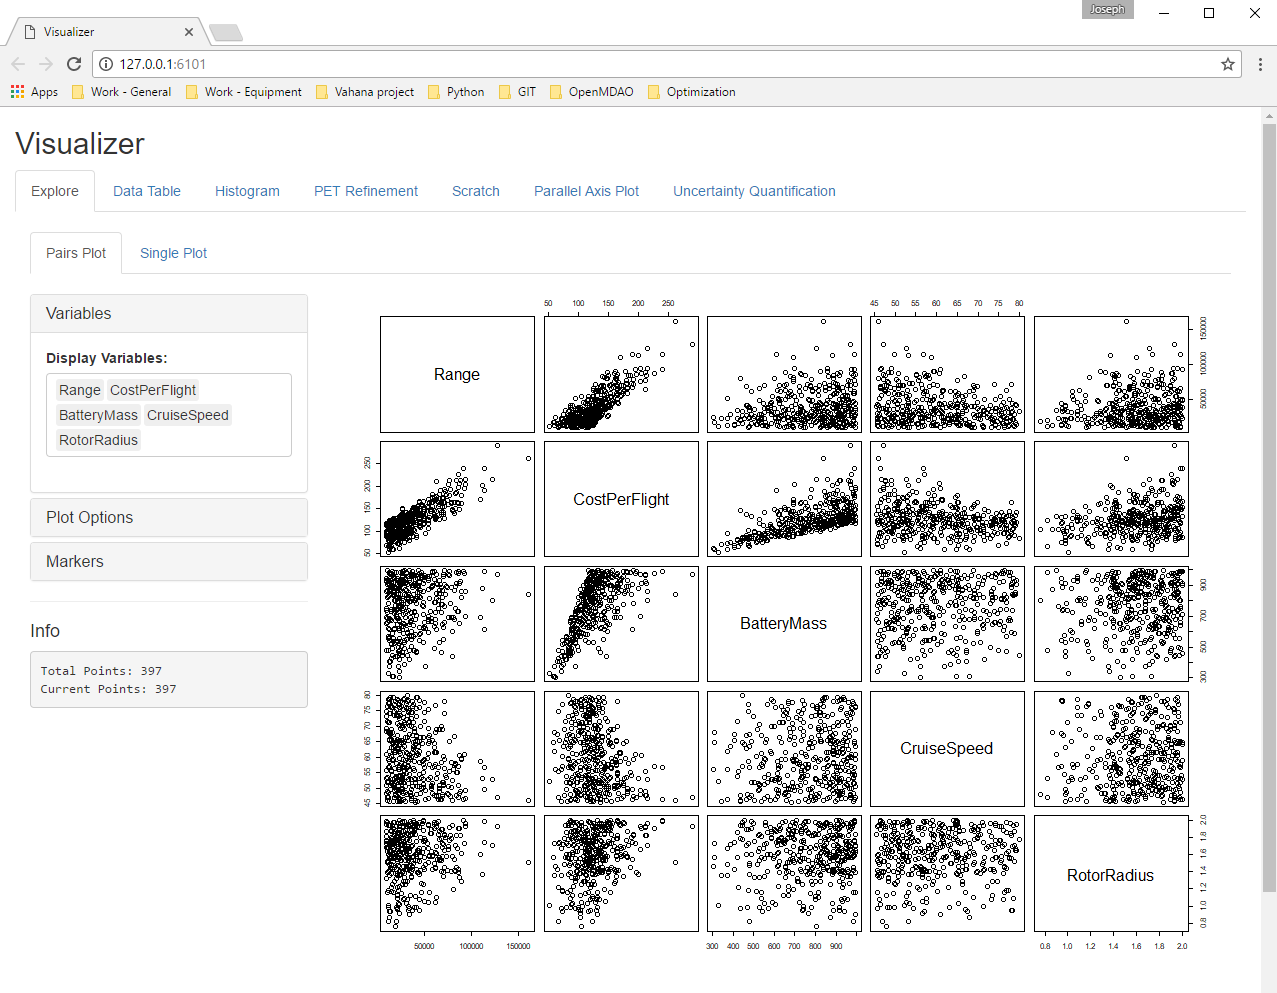 Joseph
Visualizer
127.0.0.1:6101
Apps Work - General Work - Equipment Vahana project Python GIT OpenMDAO Optimization
Visualizer
Explore Data Table Histogram PET Refinement Scratch Parallel Axis Plot Uncertainty Quantification
Pairs Plot Single Plot
Variables
Display Variables:
Range CostPerFlight
BatteryMass CruiseSpeed
RotorRadius
Plot Options
Markers
Info
Total Points: 397
Current Points: 397
50 100 150 200 250
45 50 55 60 65 70 75 80
Range
50000 100000 150000
50 100 150 200 250
CostPerFlight
BatteryMass
300 500 600 700 900
45 50 55 60 65 70 75 80
CruiseSpeed
RotorRadius
0.8 1.0 1.2 1.4 1.6 1.8 2.0
50000 100000 150000
300 400 500 600 700 800 900
0.8 1.0 1.2 1.4 1.6 1.8 2.0